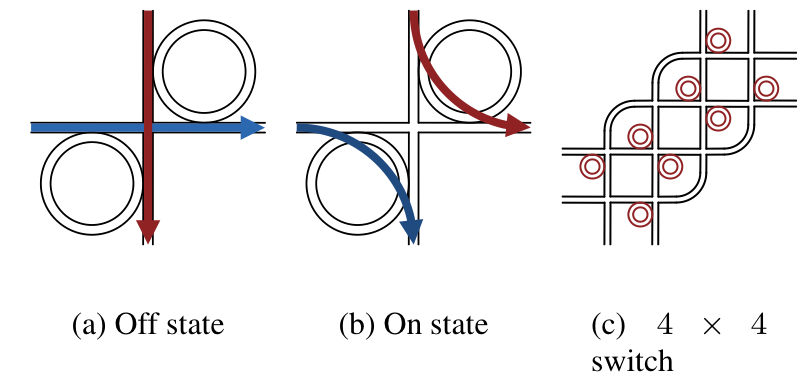 (a) Off state
(b) On state
(c) 4 × 4
switch